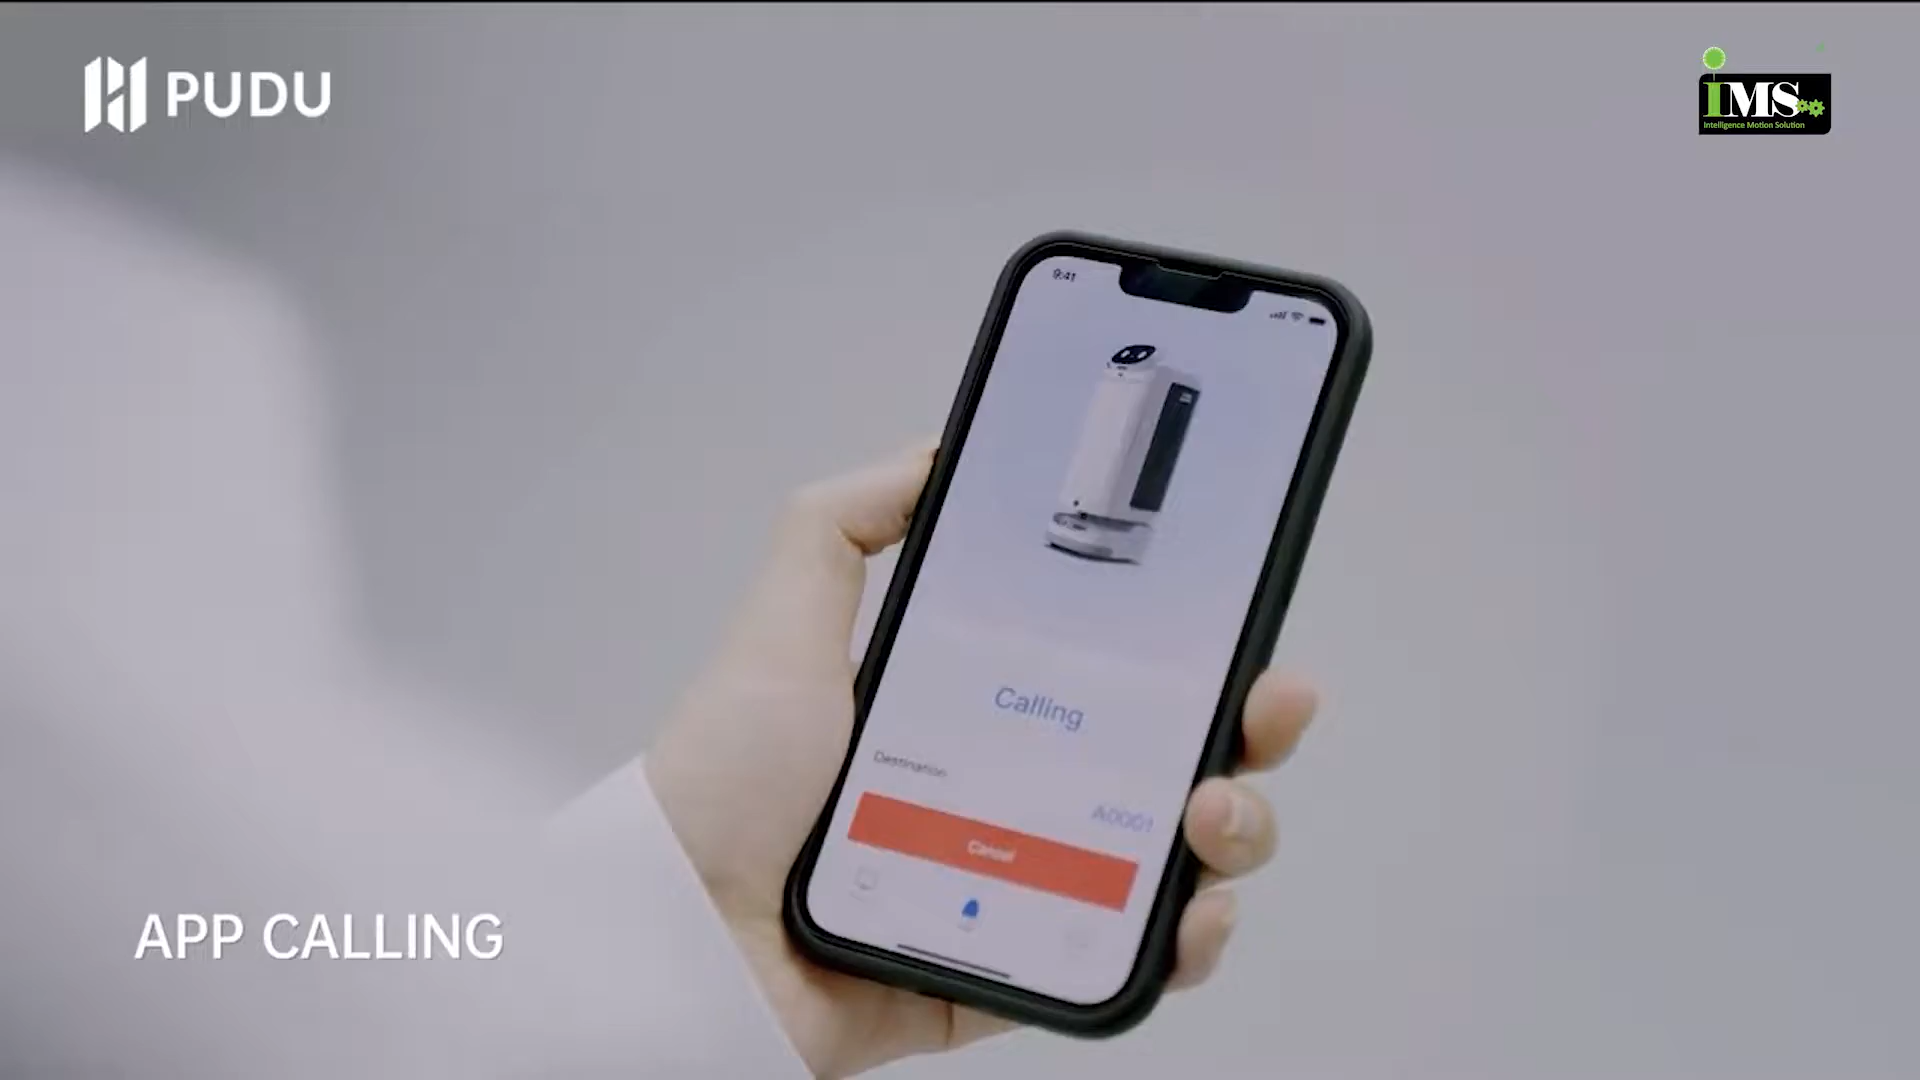 PUDU
iMS
Intelligence Motion Solution
9:41
Calling
Destination
A0001
Cancel
APP CALLING